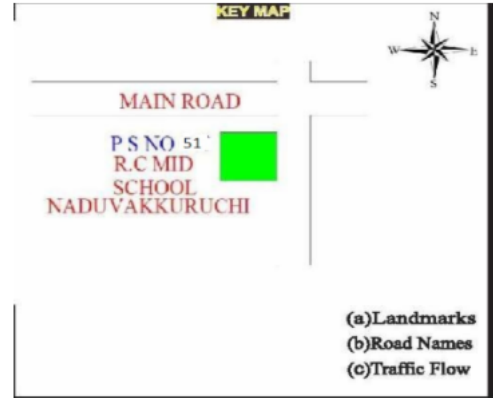 KEY MAP
N
W E
S
MAIN ROAD
P S NO 51
R.C MID
SCHOOL
NADUVAKKURUCHI
(a)Landmarks
(b)Road Names
(c)Traffic Flow